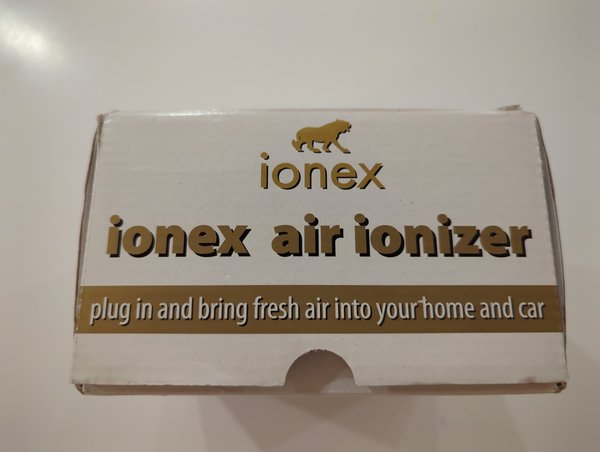 ionex
ionex air ionizer
plug in and bring fresh air into your home and car